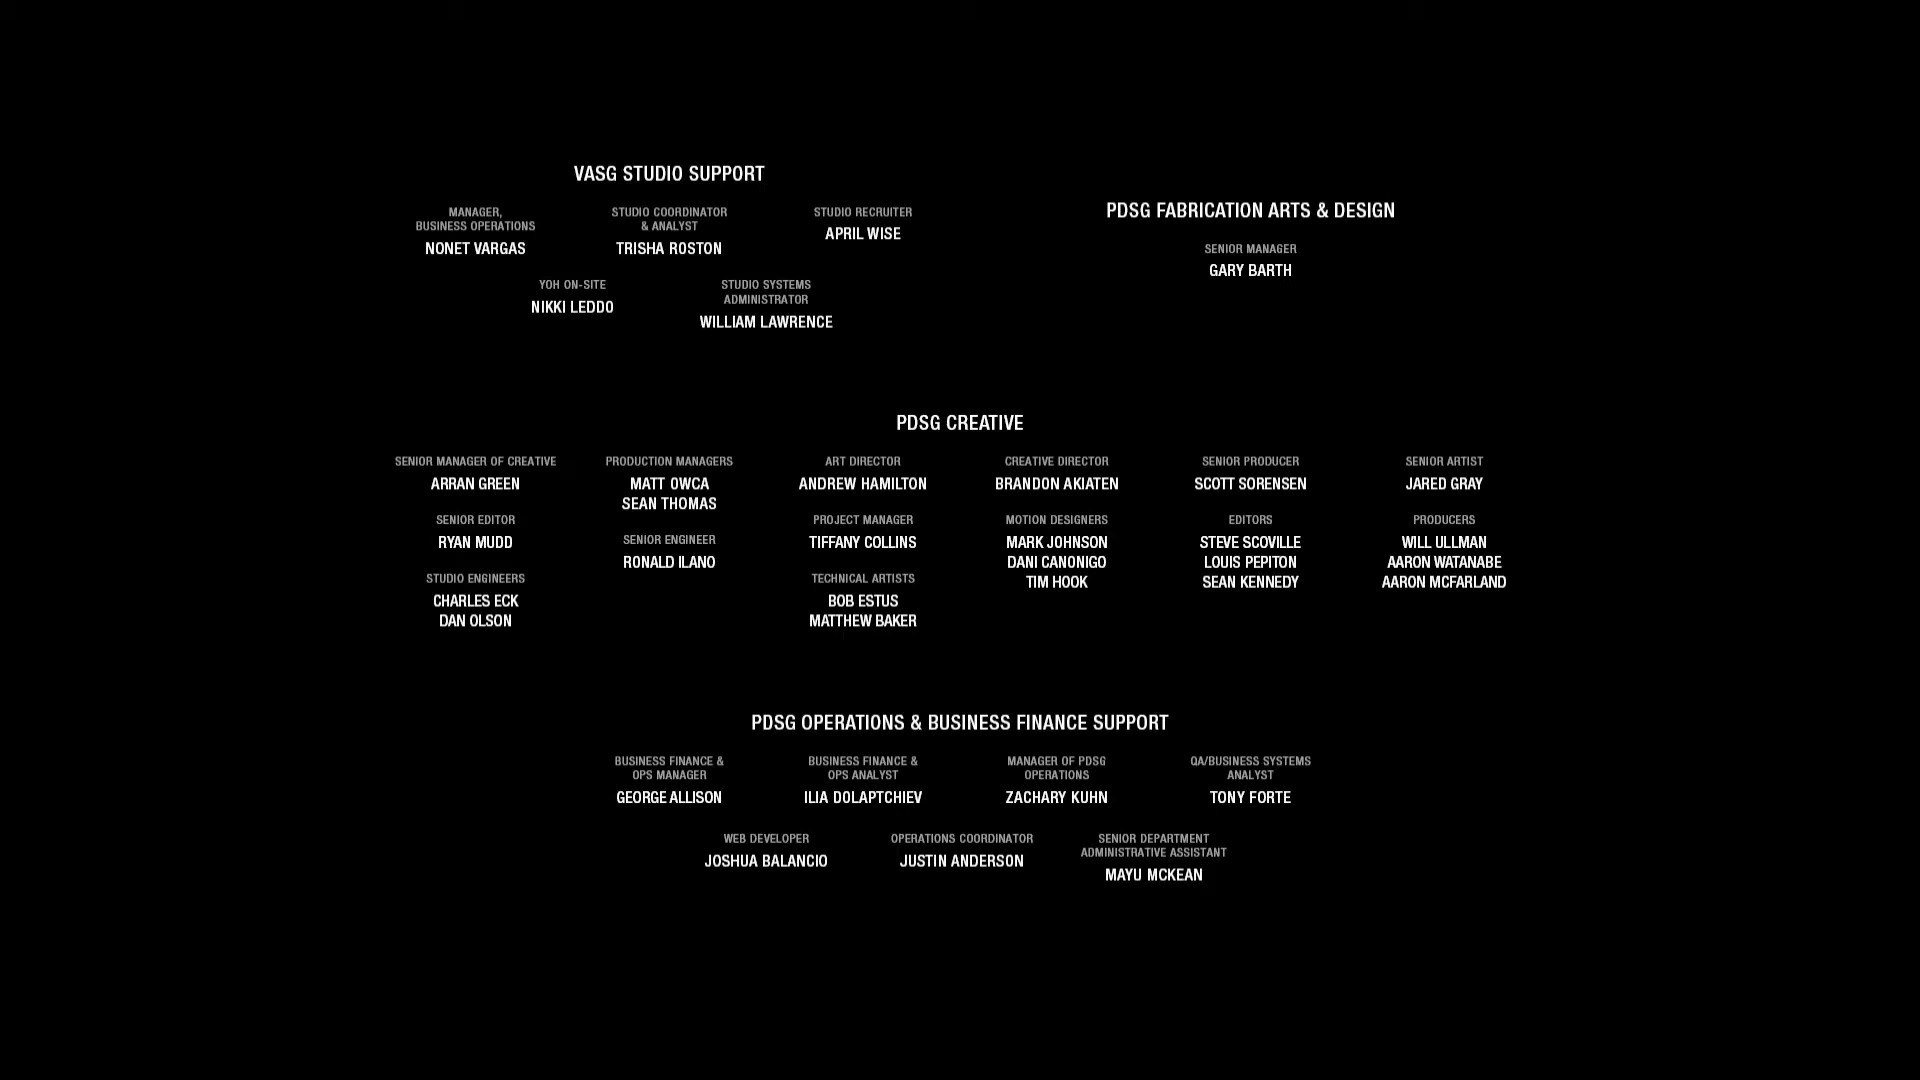 VASG STUDIO SUPPORT
MANAGER,
BUSINESS OPERATIONS
NONET VARGAS
STUDIO COORDINATOR
& ANALYST
TRISHA ROSTON
STUDIO RECRUITER
APRIL WISE
YOH ON-SITE
NIKKI LEDDO
STUDIO SYSTEMS
ADMINISTRATOR
WILLIAM LAWRENCE
PDSG FABRICATION ARTS & DESIGN
SENIOR MANAGER
GARY BARTH
PDSG CREATIVE
SENIOR MANAGER OF CREATIVE
ARRAN GREEN
SENIOR EDITOR
RYAN MUDD
STUDIO ENGINEERS
CHARLES ECK
DAN OLSON
PRODUCTION MANAGERS
MATT OWCA
SEAN THOMAS
SENIOR ENGINEER
RONALD ILANO
ART DIRECTOR
ANDREW HAMILTON
PROJECT MANAGER
TIFFANY COLLINS
TECHNICAL ARTISTS
BOB ESTUS
MATTHEW BAKER
CREATIVE DIRECTOR
BRANDON AKIATEN
MOTION DESIGNERS
MARK JOHNSON
DANI CANONIGO
TIM HOOK
SENIOR PRODUCER
SCOTT SORENSEN
EDITORS
STEVE SCOVILLE
LOUIS PEPITON
SEAN KENNEDY
SENIOR ARTIST
JARED GRAY
PRODUCERS
WILL ULLMAN
AARON WATANABE
AARON MCFARLAND
PDSG OPERATIONS & BUSINESS FINANCE SUPPORT
BUSINESS FINANCE &
OPS MANAGER
GEORGE ALLISON
BUSINESS FINANCE &
OPS ANALYST
ILIA DOLAPTCHIEV
MANAGER OF PDSG
OPERATIONS
ZACHARY KUHN
QA/BUSINESS SYSTEMS
ANALYST
TONY FORTE
WEB DEVELOPER
JOSHUA BALANCIO
OPERATIONS COORDINATOR
JUSTIN ANDERSON
SENIOR DEPARTMENT
ADMINISTRATIVE ASSISTANT
MAYU MCKEAN